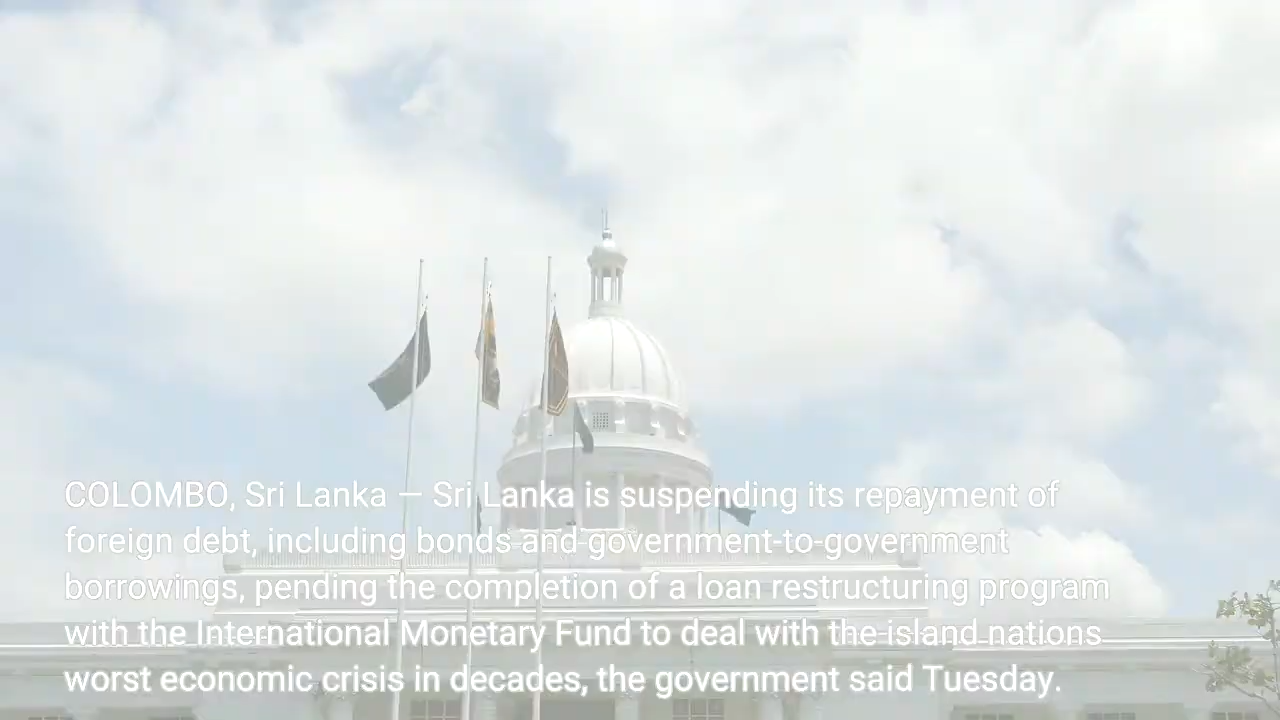 COLOMBO, Sri Lanka — Sri Lanka is suspending its repayment of
foreign debt, including bonds and government-to-government
borrowings, pending the completion of a loan restructuring program
with the International Monetary Fund to deal with the island nations
worst economic crisis in decades, the government said Tuesday.